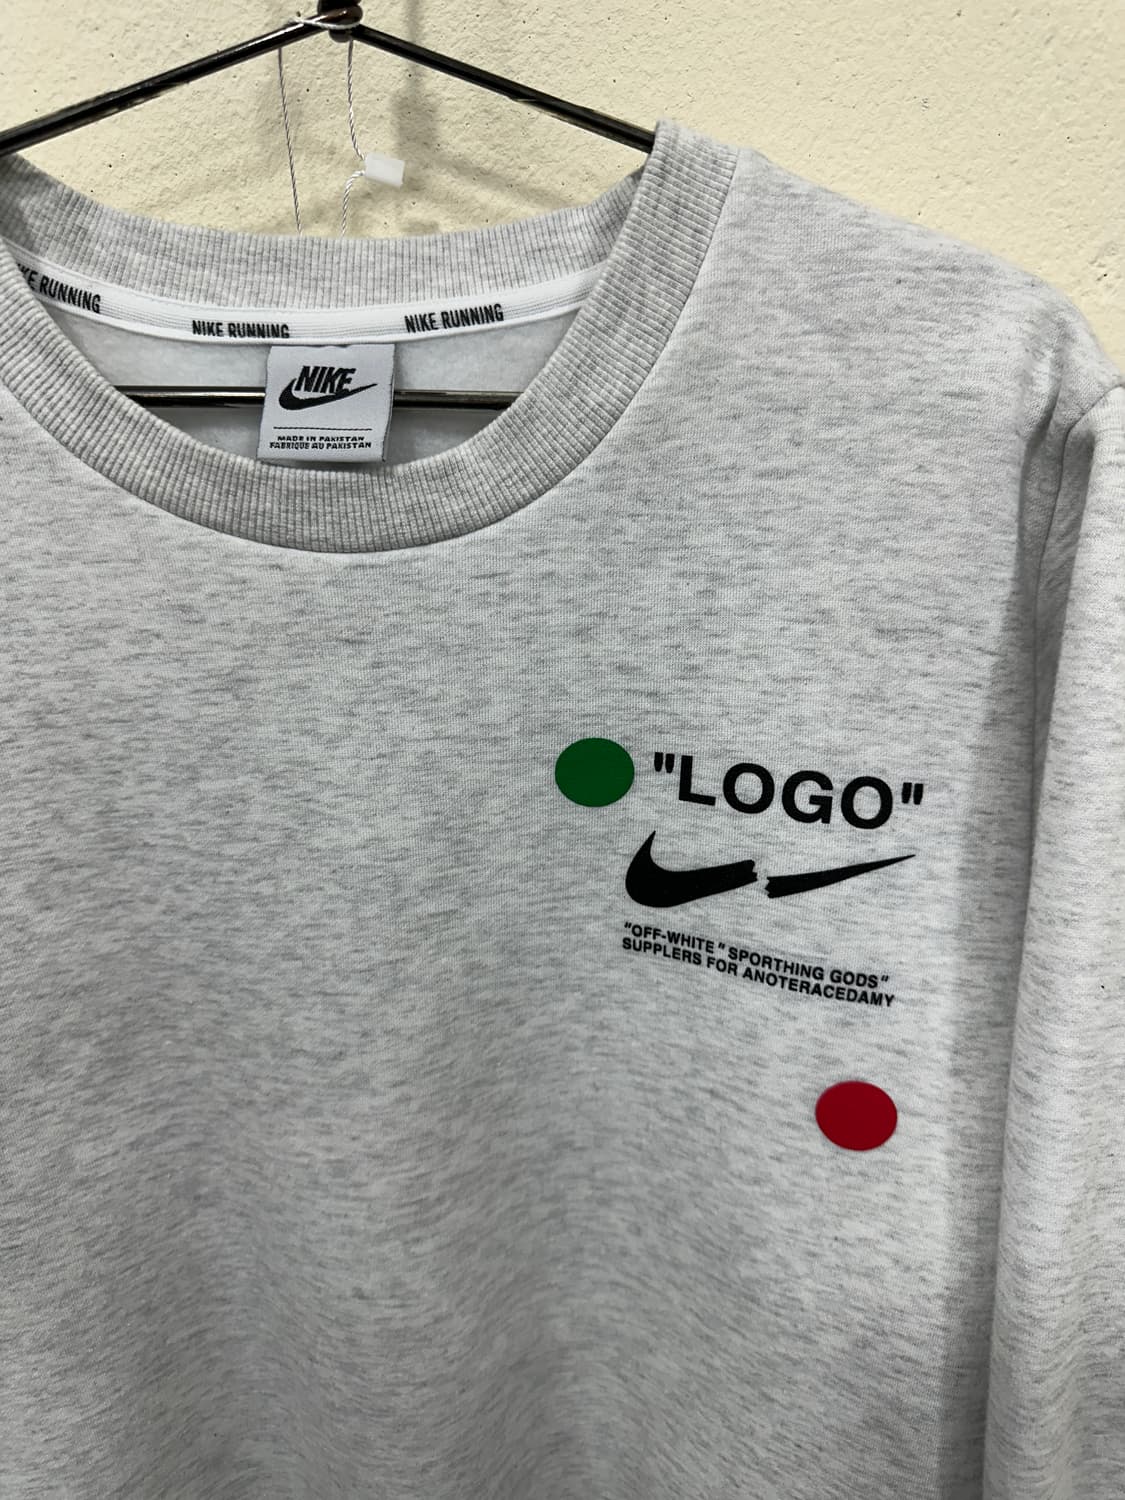 KE RUNNING
NIKE RUNNING
NIKE RUNNING
NIKE
MADE IN PAKISTAN
FABRIQUE AU PAKISTAN
"LOGO"
"OFF-WHITE" SPORTHING GODS"
SUPPLERS FOR ANOTERACEDAMY